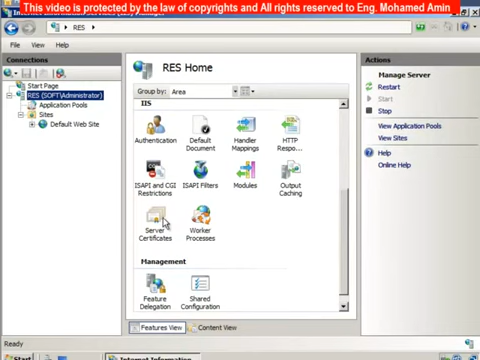 This video is protected by the law of copyrights and All rights reserved to Eng. Mohamed Amin
RES
File View Help
Connections
Start Page
RES (SOFT\Administrator)
Application Pools
Sites
Default Web Site
RES Home
Group by: Area
IIS
Authentication
Default Document
Handler Mappings
HTTP Respo...
ISAPI and CGI Restrictions
ISAPI Filters
Modules
Output Caching
Server Certificates
Worker Processes
Management
Feature Delegation
Shared Configuration
Features View
Content View
Actions
Manage Server
Restart
Start
Stop
View Application Pools
View Sites
Help
Online Help
Ready
Start
Internet Information